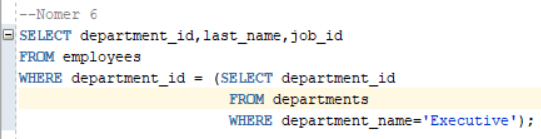 --Nomer 6
SELECT department_id,last_name,job_id
FROM employees
WHERE department_id = (SELECT department_id
FROM departments
WHERE department_name='Executive');